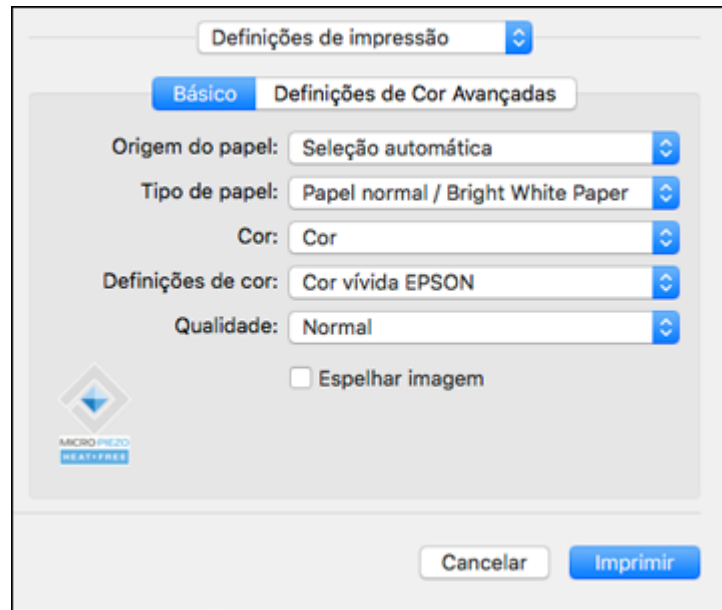 Definições de impressão
Básico Definições de Cor Avançadas
Origem do papel: Seleção automática
Tipo de papel: Papel normal / Bright White Paper
Cor: Cor
Definições de cor: Cor vívida EPSON
Qualidade: Normal
Espelhar imagem
MICRO PIEZO
HEAT-FREE
Cancelar Imprimir